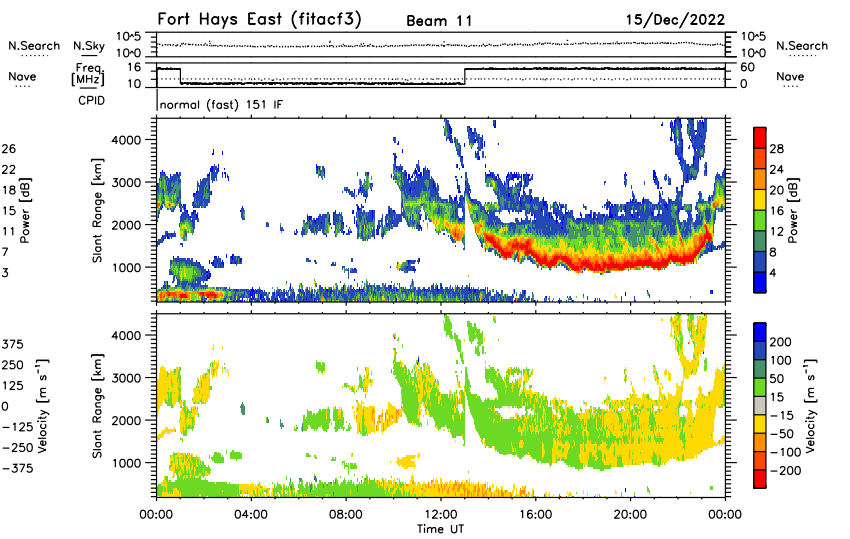 Fort Hays East (fitacf3) Beam 11 15/Dec/2022
N.Search N.Sky 10^5 10^0 10^5 10^0 N.Search
Nave Freq. [MHz] 16 10 60 0 Nave
CPID normal (fast) 151 IF
26 22 18 15 11 7 3
Power [dB]
Slant Range [km]
4000
3000
2000
1000
28
24
20
16
12
8
4
Power [dB]
375
250
125
0
−125
−250
−375
Velocity [m s⁻¹]
Slant Range [km]
4000
3000
2000
1000
200
100
50
15
−15
−50
−100
−200
Velocity [m s⁻¹]
00:00 04:00 08:00 12:00 16:00 20:00 00:00
Time UT